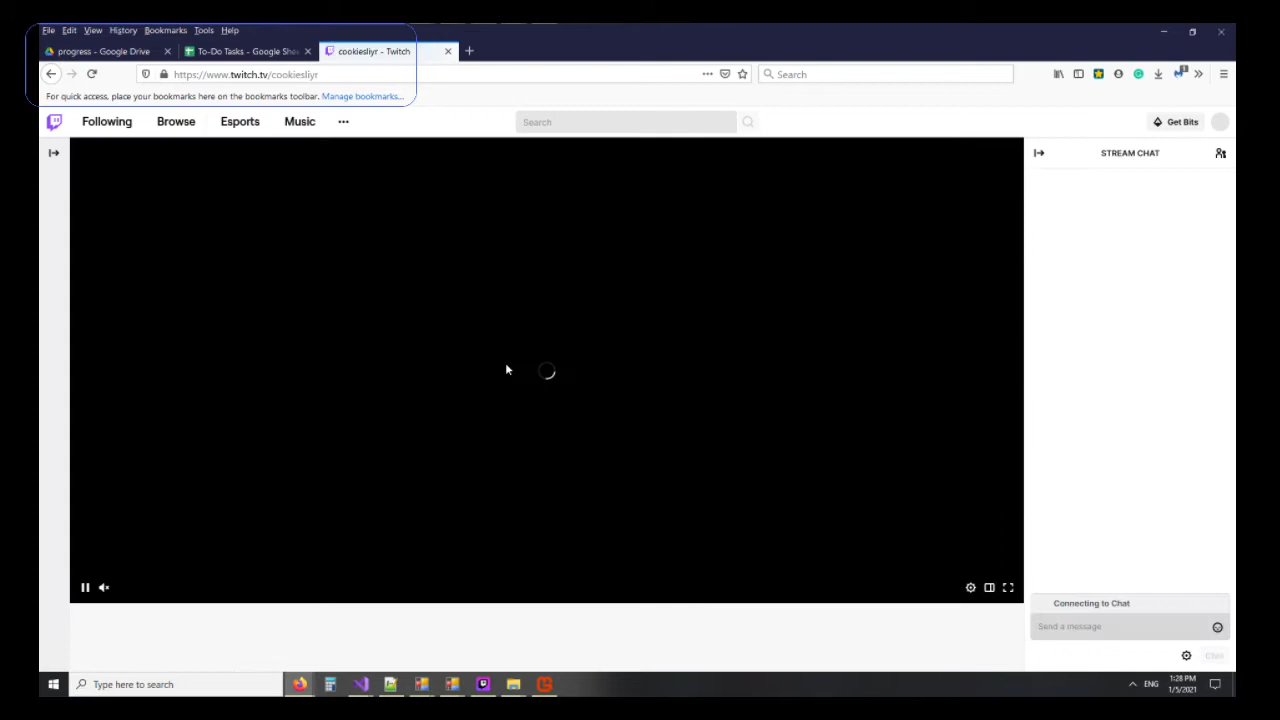 File Edit View History Bookmarks Tools Help
progress - Google Drive To-Do Tasks - Google She cookiesliyr - Twitch
https://www.twitch.tv/cookiesliyr Search
For quick access, place your bookmarks here on the bookmarks toolbar. Manage bookmarks...
Following Browse Esports Music Search Get Bits
STREAM CHAT
Connecting to Chat
Send a message
Chat
Type here to search ENG 1:28 PM
1/5/2021